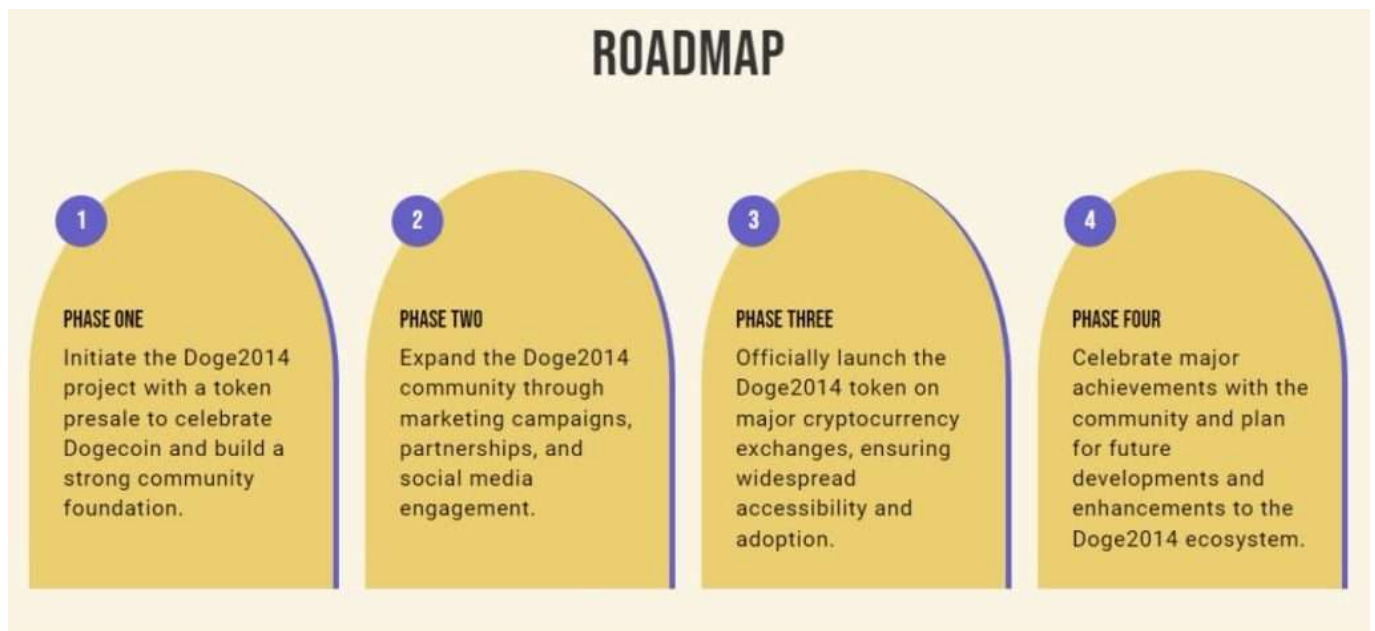 ROADMAP
1
PHASE ONE
Initiate the Doge2014
project with a token
presale to celebrate
Dogecoin and build a
strong community
foundation.
2
PHASE TWO
Expand the Doge2014
community through
marketing campaigns,
partnerships, and
social media
engagement.
3
PHASE THREE
Officially launch the
Doge2014 token on
major cryptocurrency
exchanges, ensuring
widespread
accessibility and
adoption.
4
PHASE FOUR
Celebrate major
achievements with the
community and plan
for future
developments and
enhancements to the
Doge2014 ecosystem.